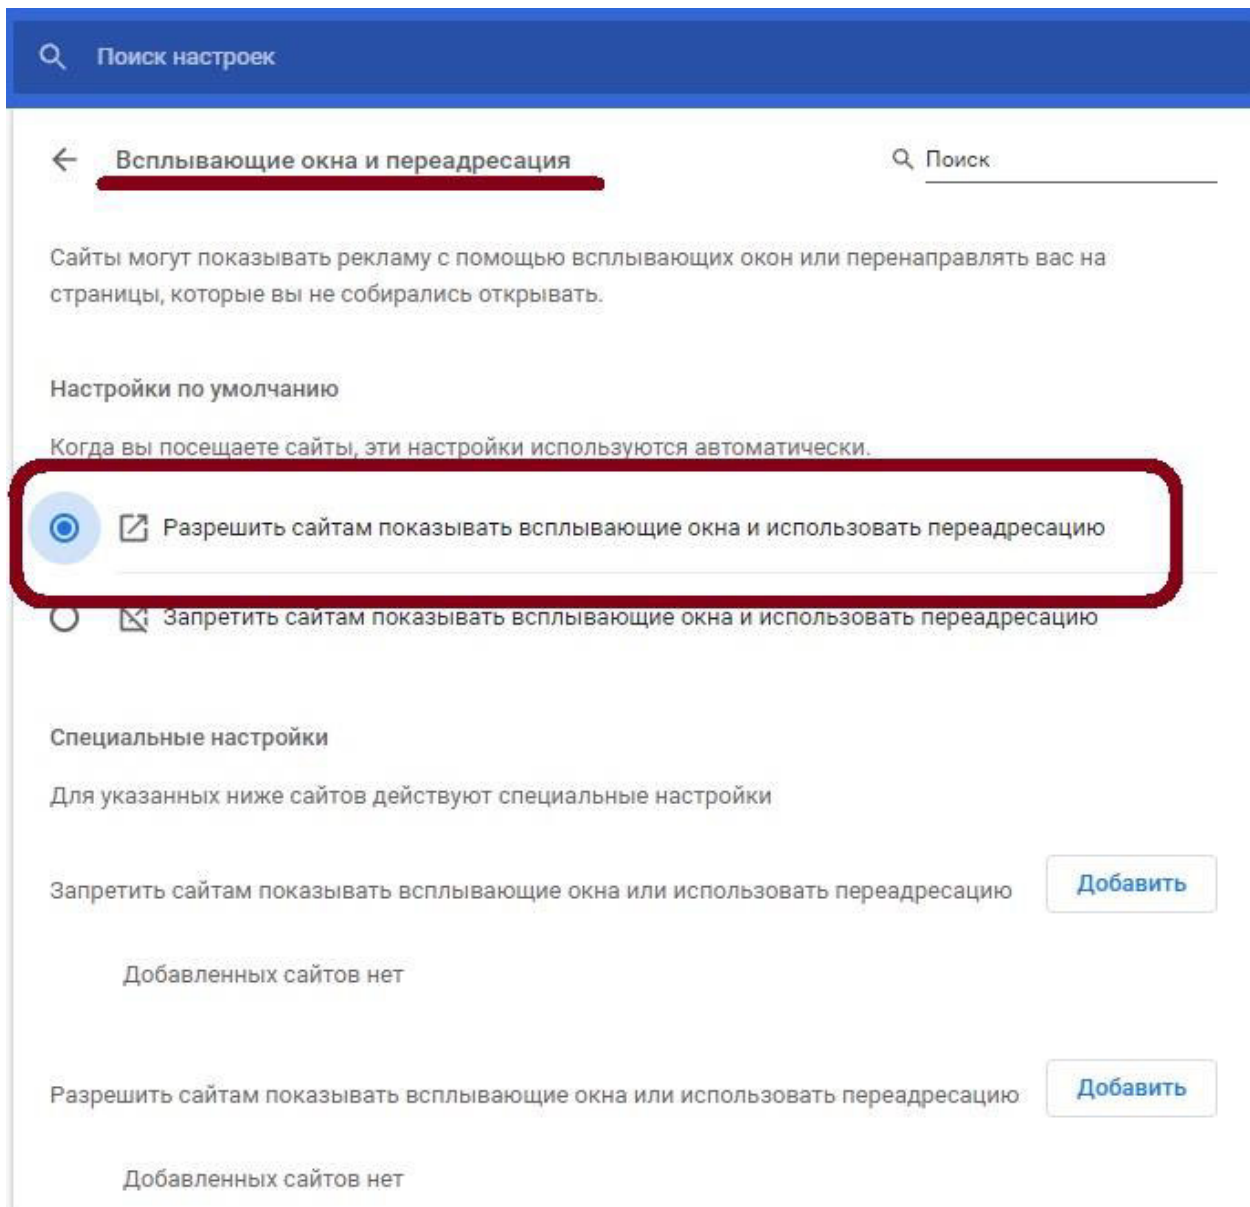 Поиск настроек
Всплывающие окна и переадресация
Поиск
Сайты могут показывать рекламу с помощью всплывающих окон или перенаправлять вас на
страницы, которые вы не собирались открывать.
Настройки по умолчанию
Когда вы посещаете сайты, эти настройки используются автоматически.
Разрешить сайтам показывать всплывающие окна и использовать переадресацию
Запретить сайтам показывать всплывающие окна и использовать переадресацию
Специальные настройки
Для указанных ниже сайтов действуют специальные настройки
Запретить сайтам показывать всплывающие окна или использовать переадресацию
Добавить
Добавленных сайтов нет
Разрешить сайтам показывать всплывающие окна или использовать переадресацию
Добавить
Добавленных сайтов нет